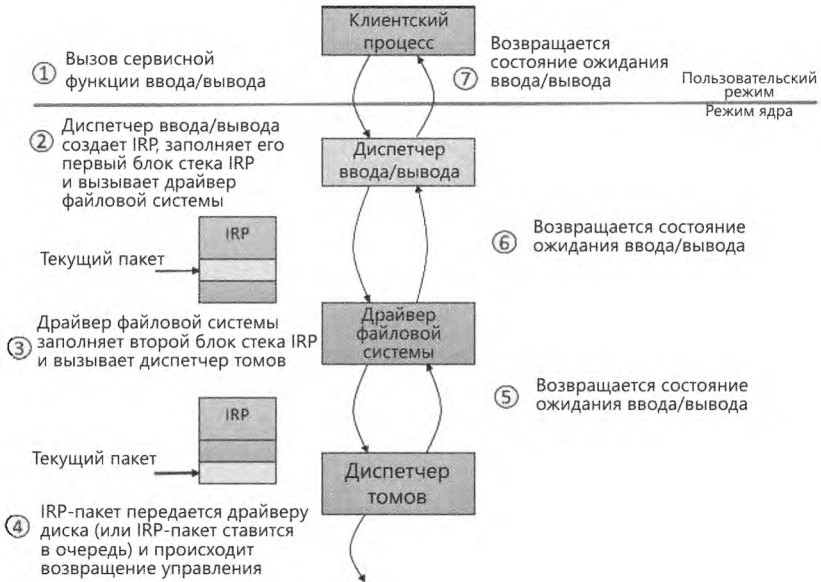 Клиентский
процесс
1 Вызов сервисной
функции ввода/вывода
7 Возвращается
состояние ожидания
ввода/вывода
Пользовательский
режим
Режим ядра
2 Диспетчер ввода/вывода
создает IRP, заполняет его
первый блок стека IRP
и вызывает драйвер
файловой системы
Диспетчер
ввода/вывода
IRP
Текущий пакет
6 Возвращается состояние
ожидания ввода/вывода
3 Драйвер файловой системы
заполняет второй блок стека IRP
и вызывает диспетчер томов
Драйвер
файловой
системы
5 Возвращается состояние
ожидания ввода/вывода
IRP
Текущий пакет
Диспетчер
томов
4 IRP-пакет передается драйверу
диска (или IRP-пакет ставится
в очередь) и происходит
возвращение управления